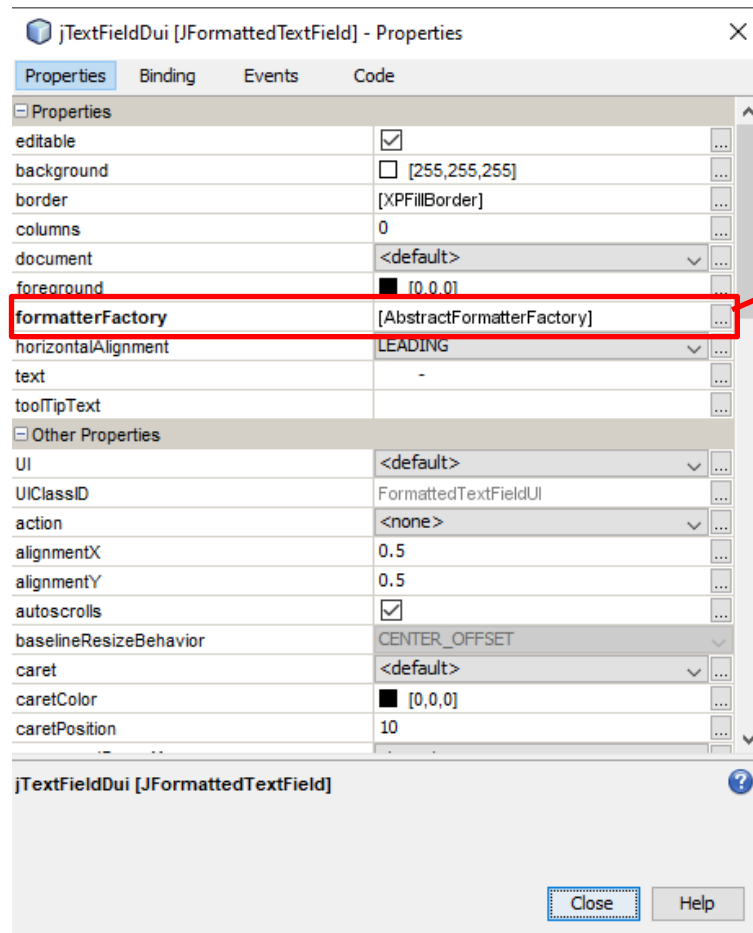 jTextFieldDui [JFormattedTextField] - Properties
Properties Binding Events Code
Properties
editable ...
background [255,255,255] ...
border [XPFillBorder] ...
columns 0 ...
document <default> ...
foreground [0,0,0] ...
formatterFactory [AbstractFormatterFactory] ...
horizontalAlignment LEADING ...
text - ...
toolTipText ...
Other Properties
UI <default> ...
UIClassID FormattedTextFieldUI ...
action <none> ...
alignmentX 0.5 ...
alignmentY 0.5 ...
autoscrolls ...
baselineResizeBehavior CENTER_OFFSET
caret <default> ...
caretColor [0,0,0] ...
caretPosition 10 ...
jTextFieldDui [JFormattedTextField] ?
Close Help